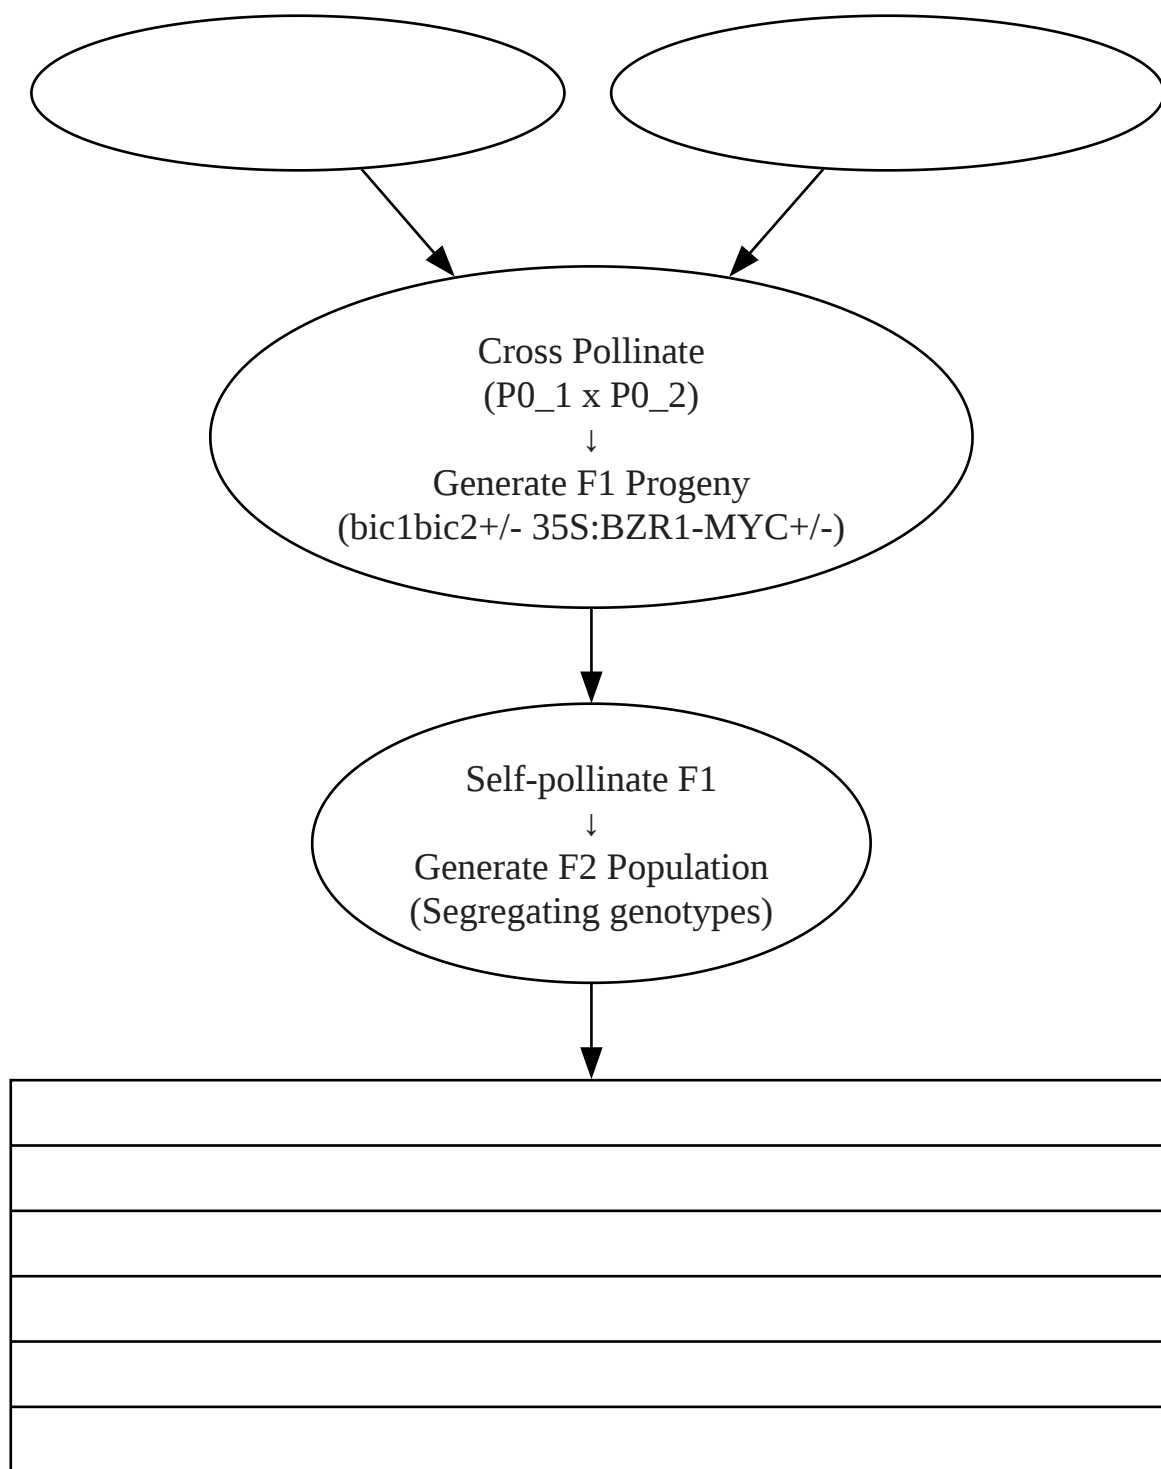 Cross Pollinate
(P0_1 x P0_2)
↓
Generate F1 Progeny
(bic1bic2+/- 35S:BZR1-MYC+/-)
Self-pollinate F1
↓
Generate F2 Population
(Segregating genotypes)